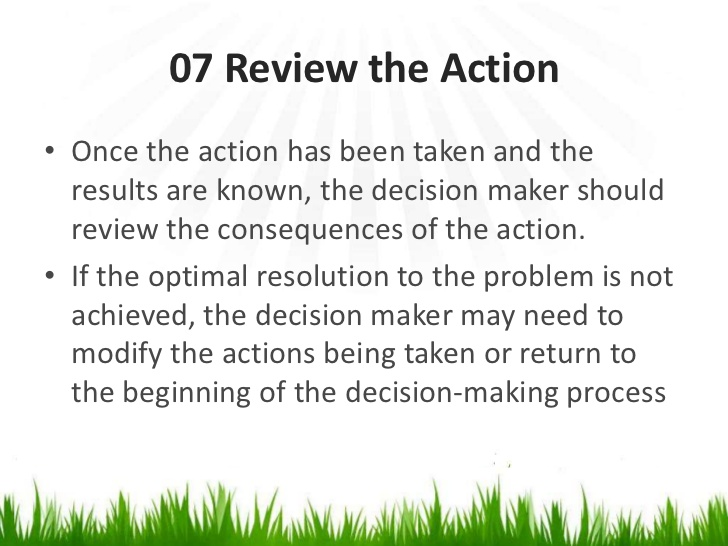 07 Review the Action
• Once the action has been taken and the
results are known, the decision maker should
review the consequences of the action.
• If the optimal resolution to the problem is not
achieved, the decision maker may need to
modify the actions being taken or return to
the beginning of the decision-making process